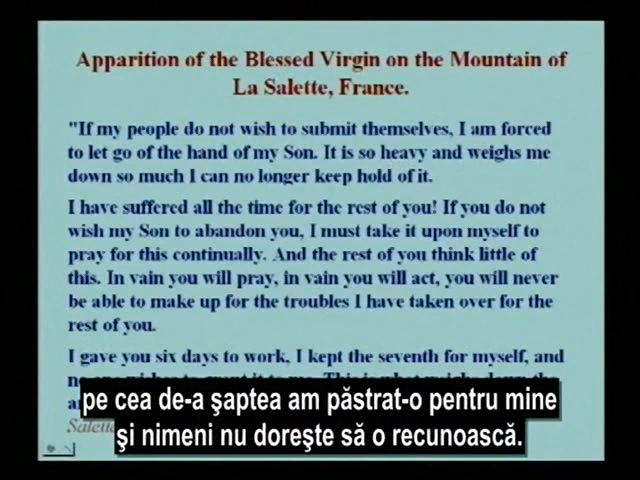 Apparition of the Blessed Virgin on the Mountain of
La Salette, France.
"If my people do not wish to submit themselves, I am forced
to let go of the hand of my Son. It is so heavy and weighs me
down so much I can no longer keep hold of it.
I have suffered all the time for the rest of you! If you do not
wish my Son to abandon you, I must take it upon myself to
pray for this continually. And the rest of you think little of
this. In vain you will pray, in vain you will act, you will never
be able to make up for the troubles I have taken over for the
rest of you.
I gave you six days to work, I kept the seventh for myself, and
pe cea de-a şaptea am păstrat-o pentru mine
şi nimeni nu doreşte să o recunoască.